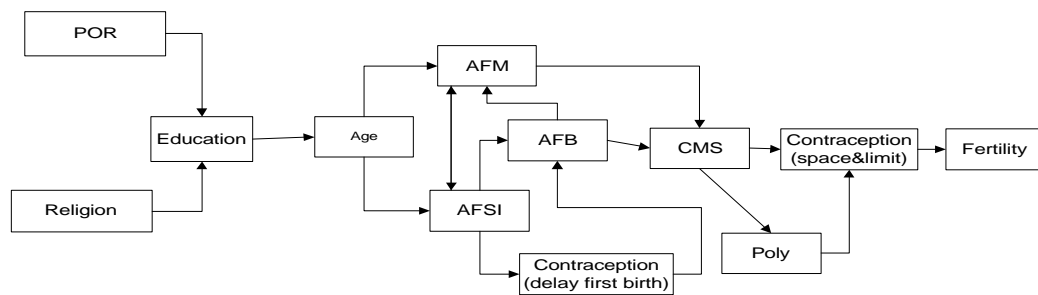 POR
Religion
Education
Age
AFM
AFSI
AFB
Contraception
(delay first birth)
CMS
Poly
Contraception
(space&limit)
Fertility